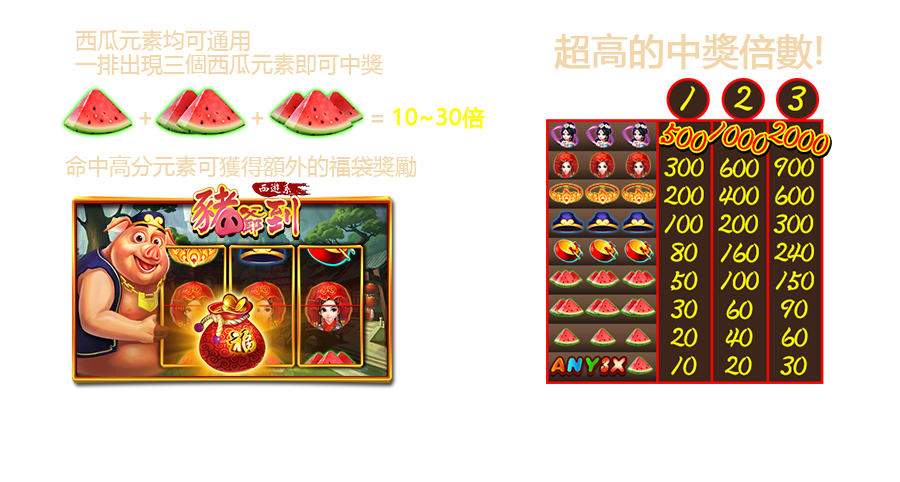 西瓜元素均可通用
一排出現三個西瓜元素即可中獎
+ + = 10~30倍
命中高分元素可獲得額外的福袋獎勵
西遊系
豬爺到
福
超高的中獎倍數!
1 2 3
500 1000 2000
300 600 900
200 400 600
100 200 300
80 160 240
50 100 150
30 60 90
20 40 60
ANYX3 10 20 30